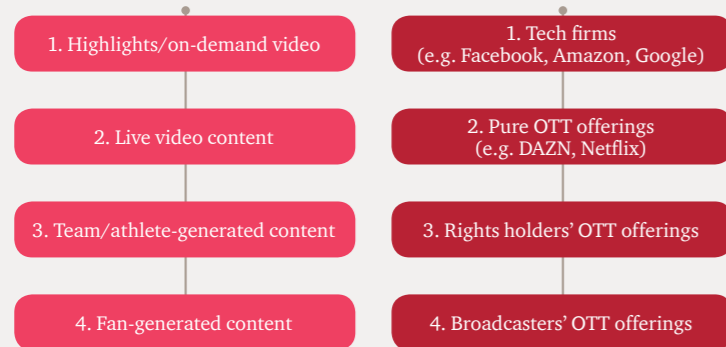 1. Highlights/on-demand video
2. Live video content
3. Team/athlete-generated content
4. Fan-generated content
1. Tech firms
(e.g. Facebook, Amazon, Google)
2. Pure OTT offerings
(e.g. DAZN, Netflix)
3. Rights holders’ OTT offerings
4. Broadcasters’ OTT offerings